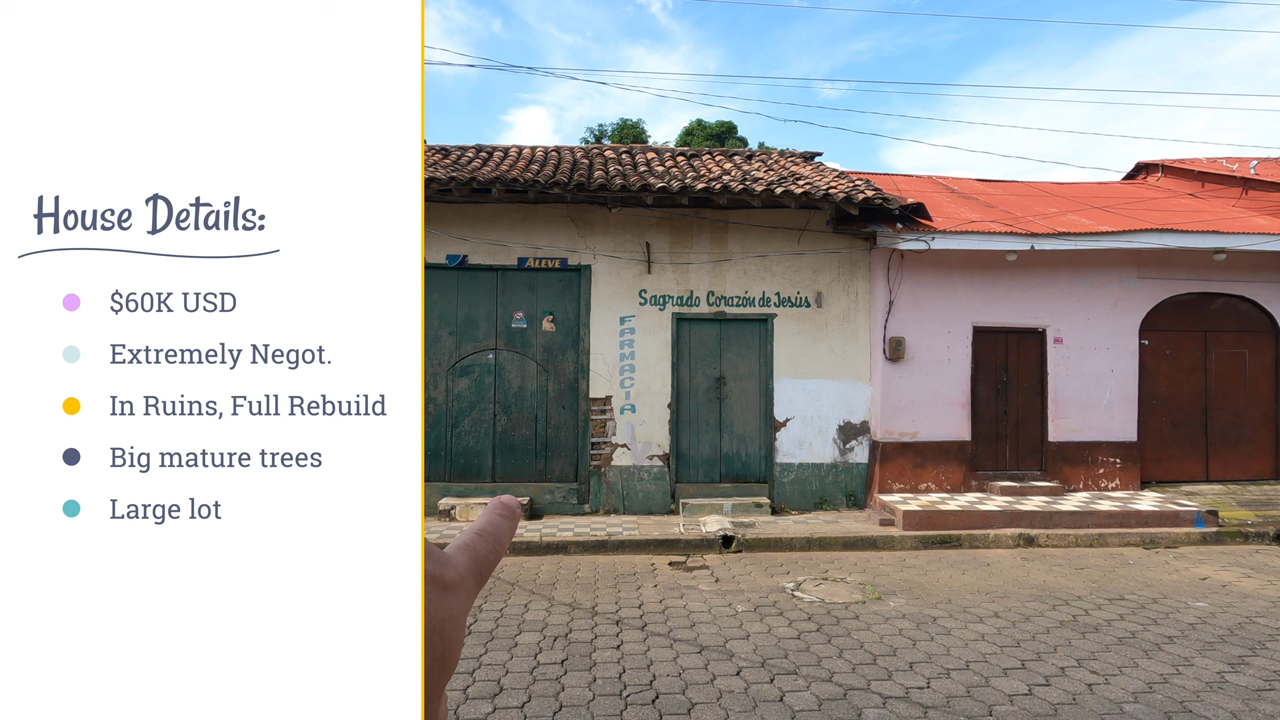 House Details:
$60K USD
Extremely Negot.
In Ruins, Full Rebuild
Big mature trees
Large lot
ALEVE
Sagrado Corazón de Jesús
FARMACIA